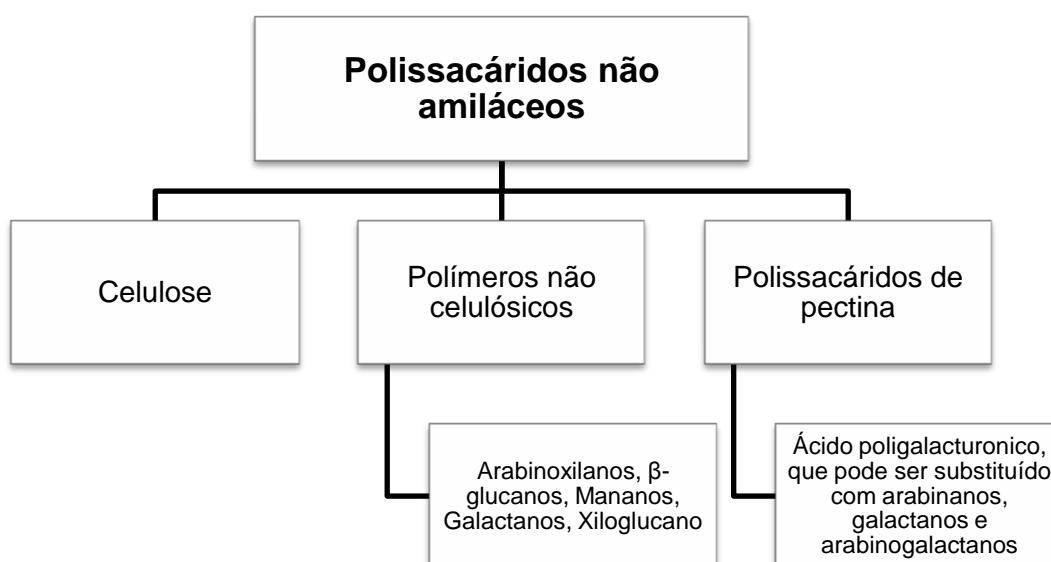 Polissacáridos não
amiláceos
Celulose
Polímeros não
celulósicos
Polissacáridos de
pectina
Arabinoxilanos, β-
glucanos, Mananos,
Galactanos, Xiloglucano
Ácido poligalacturonico,
que pode ser substituído
com arabinanos,
galactanos e
arabinogalactanos